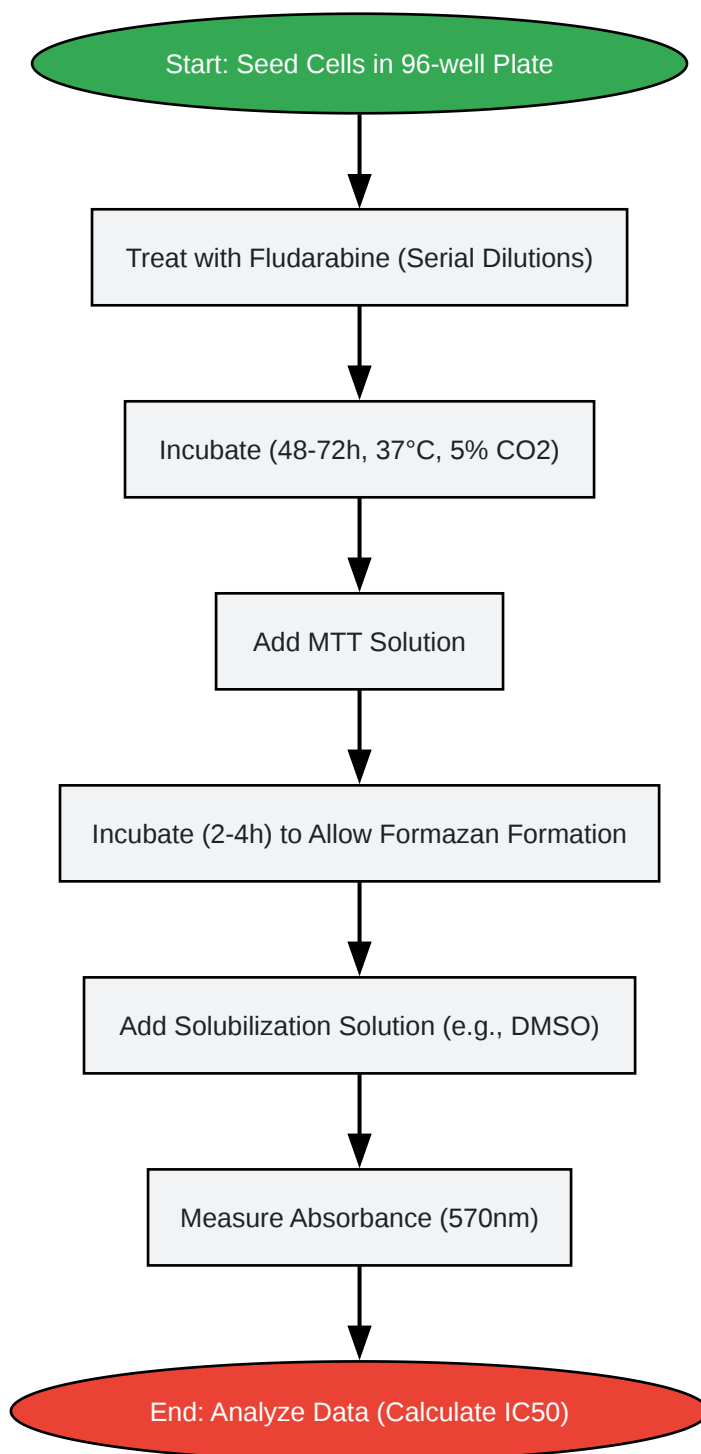 Start: Seed Cells in 96-well Plate
Treat with Fludarabine (Serial Dilutions)
Incubate (48-72h, 37°C, 5% CO2)
Add MTT Solution
Incubate (2-4h) to Allow Formazan Formation
Add Solubilization Solution (e.g., DMSO)
Measure Absorbance (570nm)
End: Analyze Data (Calculate IC50)